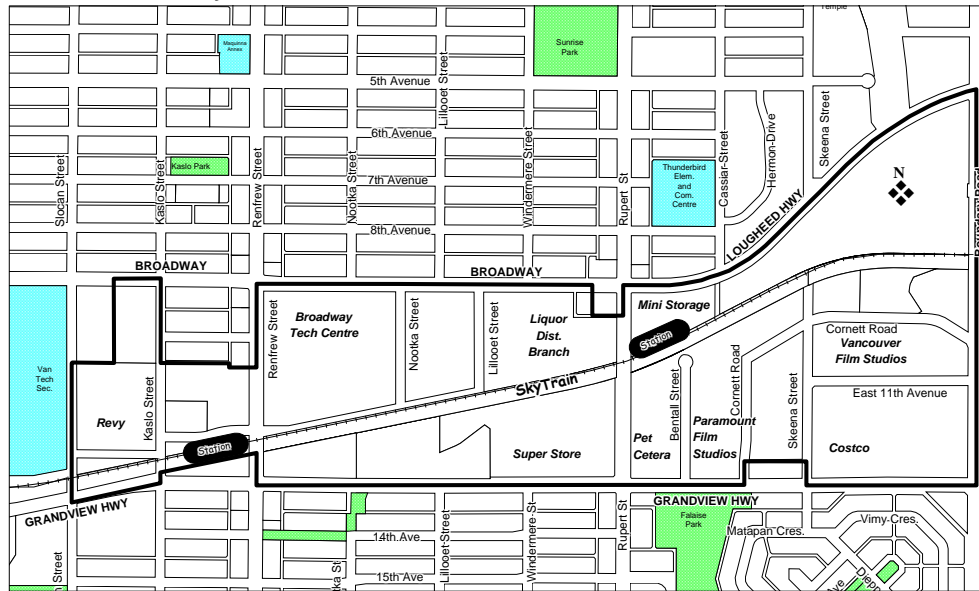 Temple
Maquinna
Annex
Sunrise
Park
5th Avenue
Lillooet Street
6th Avenue
Kaslo Park
7th Avenue
8th Avenue
Slocan Street
Kaslo Street
Renfrew Street
Nootka Street
Windermere Street
Rupert St
Thunderbird
Elem.
and
Com.
Centre
Cassiar Street
Hermon Drive
Skeena Street
N
LOUGHEED HWY
BROADWAY
BROADWAY
Van
Tech
Sec.
Revy
Kaslo Street
Renfrew Street
Broadway
Tech Centre
Nootka Street
Lillooet Street
Liquor
Dist.
Branch
Mini Storage
Station
SkyTrain
Station
Cornett Road
Vancouver
Film Studios
East 11th Avenue
Bentall Street
Cornett Road
Skeena Street
Super Store
Pet
Cetera
Paramount
Film
Studios
Costco
GRANDVIEW HWY
GRANDVIEW HWY
Falaise
Park
Matapan Cres.
Vimy Cres.
14th Ave
15th Ave
Lillooet Street
Windermere St
Rupert St